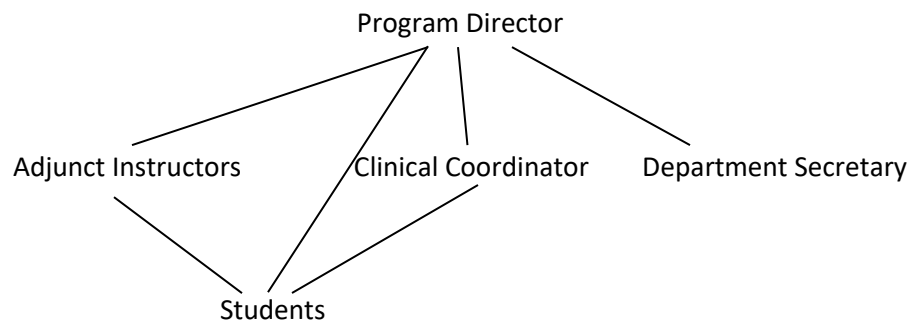 Program Director
Adjunct Instructors Clinical Coordinator Department Secretary
Students